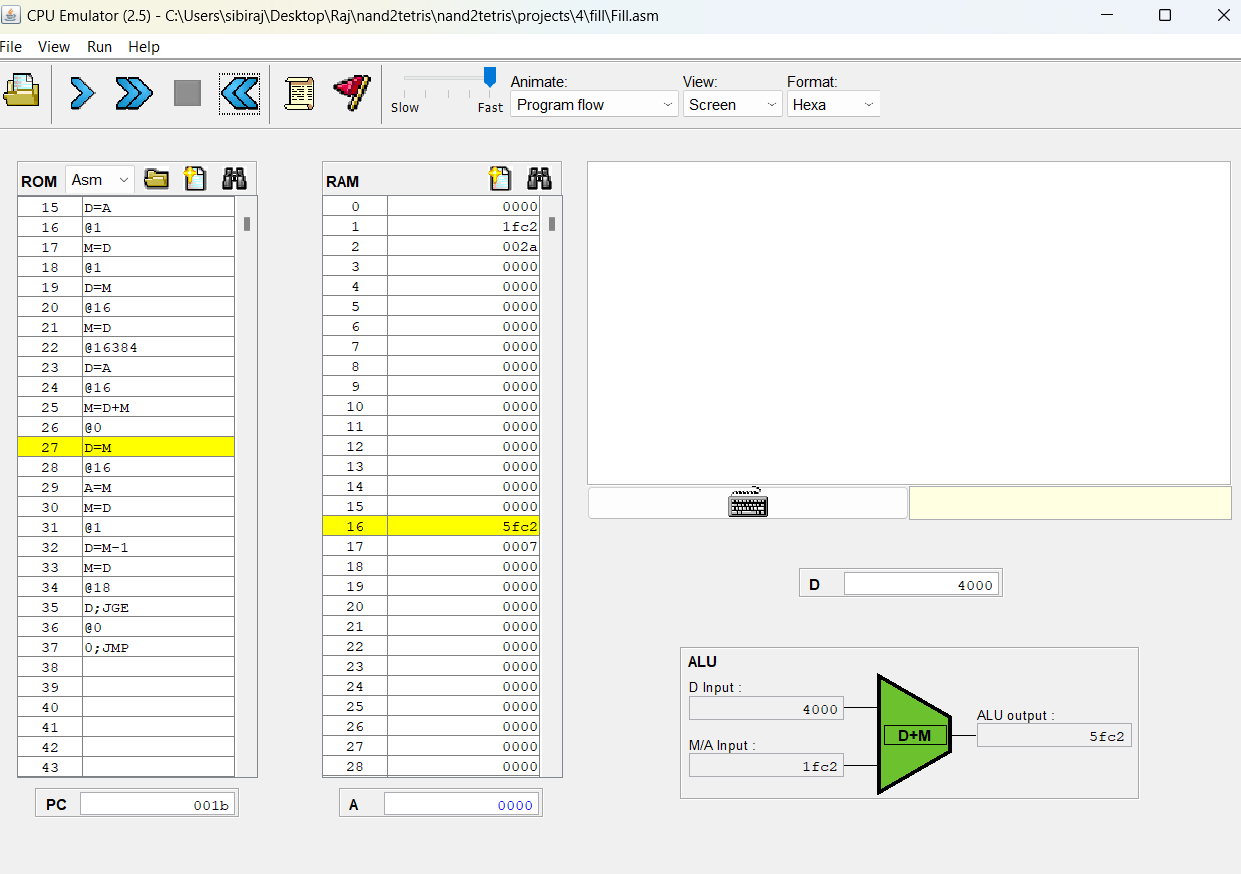 CPU Emulator (2.5) - C:\Users\sibiraj\Desktop\Raj\nand2tetris\nand2tetris\projects\4\fill\Fill.asm
File View Run Help
Slow Fast
Animate:
Program flow
View:
Screen
Format:
Hexa
ROM Asm
15 D=A
16 @1
17 M=D
18 @1
19 D=M
20 @16
21 M=D
22 @16384
23 D=A
24 @16
25 M=D+M
26 @0
27 D=M
28 @16
29 A=M
30 M=D
31 @1
32 D=M-1
33 M=D
34 @18
35 D;JGE
36 @0
37 0;JMP
38
39
40
41
42
43
PC 001b
RAM
0 0000
1 1fc2
2 002a
3 0000
4 0000
5 0000
6 0000
7 0000
8 0000
9 0000
10 0000
11 0000
12 0000
13 0000
14 0000
15 0000
16 5fc2
17 0007
18 0000
19 0000
20 0000
21 0000
22 0000
23 0000
24 0000
25 0000
26 0000
27 0000
28 0000
A 0000
D 4000
ALU
D Input :
4000
M/A Input :
1fc2
D+M
ALU output :
5fc2